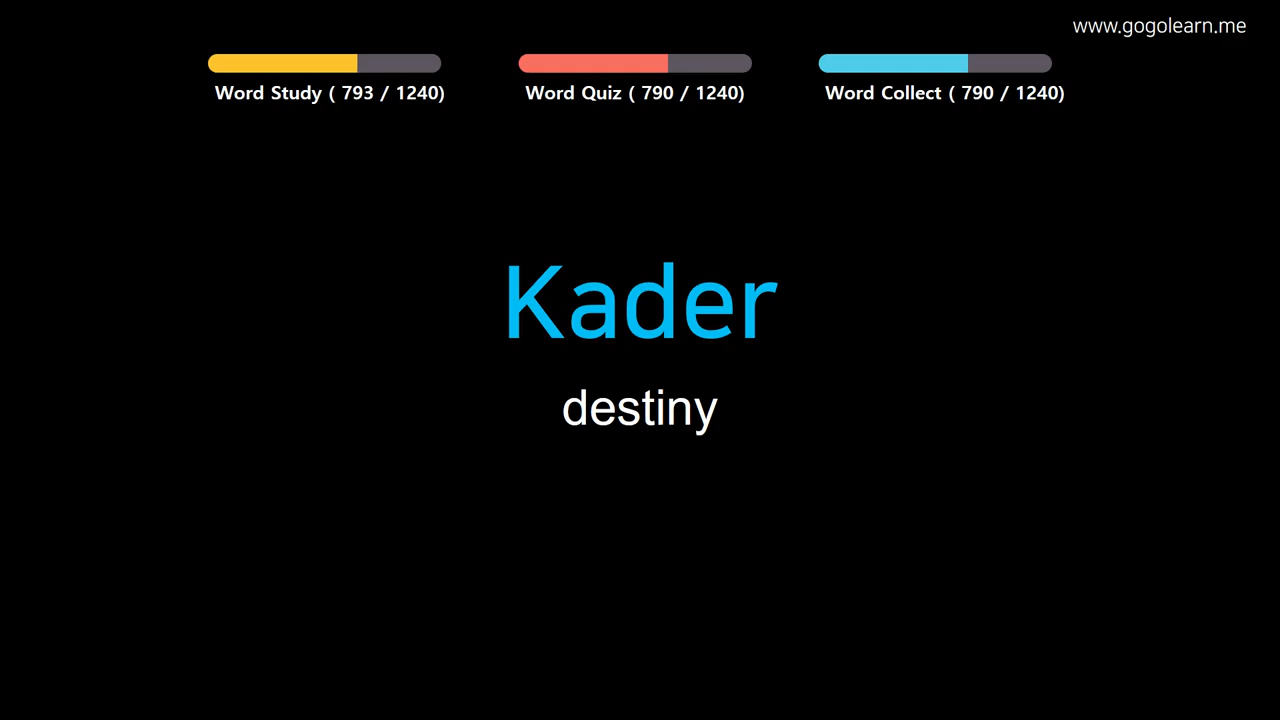 www.gogolearn.me
Word Study ( 793 / 1240)
Word Quiz ( 790 / 1240)
Word Collect ( 790 / 1240)
Kader
destiny